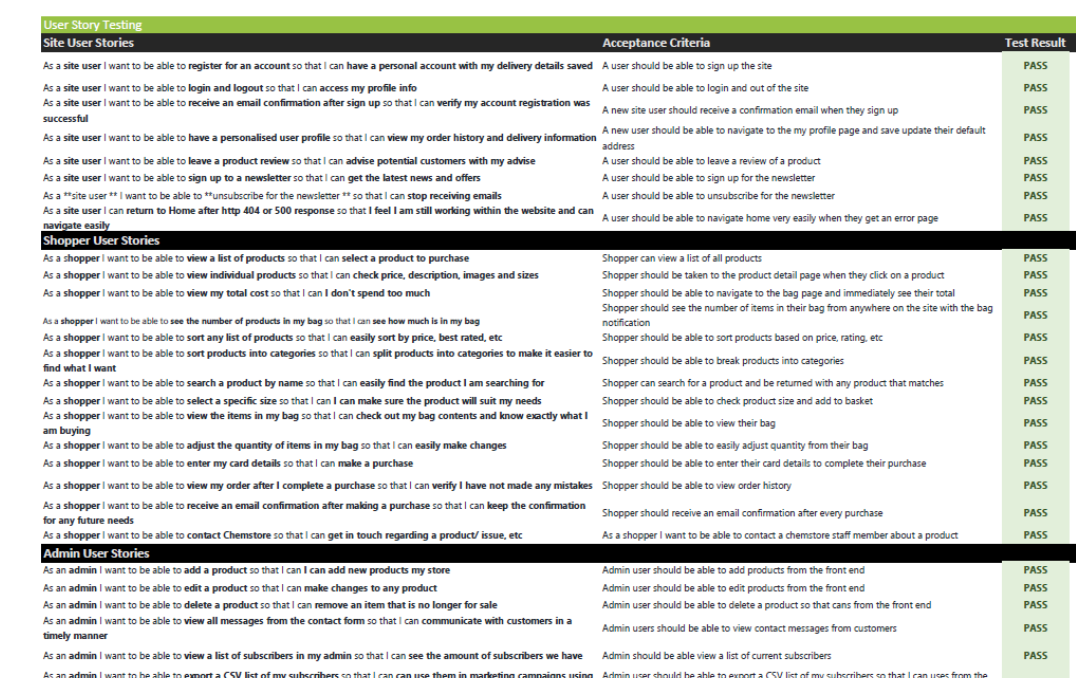 User Story Testing
Site User Stories Acceptance Criteria Test Result
As a site user I want to be able to register for an account so that I can have a personal account with my delivery details saved A user should be able to sign up the site PASS
As a site user I want to be able to login and logout so that I can access my profile info A user should be able to login and out of the site PASS
As a site user I want to be able to receive an email confirmation after sign up so that I can verify my account registration was
successful A new site user should receive a confirmation email when they sign up PASS
As a site user I want to be able to have a personalised user profile so that I can view my order history and delivery information A new user should be able to navigate to the my profile page and save update their default
address PASS
As a site user I want to be able to leave a product review so that I can advise potential customers with my advise A user should be able to leave a review of a product PASS
As a site user I want to be able to sign up to a newsletter so that I can get the latest news and offers A user should be able to sign up for the newsletter PASS
As a **site user ** I want to be able to **unsubscribe for the newsletter ** so that I can stop receiving emails A user should be able to unsubscribe for the newsletter PASS
As a site user I can return to Home after http 404 or 500 response so that I feel I am still working within the website and can
navigate easily A user should be able to navigate home very easily when they get an error page PASS
Shopper User Stories
As a shopper I want to be able to view a list of products so that I can select a product to purchase Shopper can view a list of all products PASS
As a shopper I want to be able to view individual products so that I can check price, description, images and sizes Shopper should be taken to the product detail page when they click on a product PASS
As a shopper I want to be able to view my total cost so that I can I don't spend too much Shopper should be able to navigate to the bag page and immediately see their total PASS
As a shopper I want to be able to see the number of products in my bag so that I can see how much is in my bag Shopper should see the number of items in their bag from anywhere on the site with the bag
notification PASS
As a shopper I want to be able to sort any list of products so that I can easily sort by price, best rated, etc Shopper should be able to sort products based on price, rating, etc PASS
As a shopper I want to be able to sort products into categories so that I can split products into categories to make it easier to
find what I want Shopper should be able to break products into categories PASS
As a shopper I want to be able to search a product by name so that I can easily find the product I am searching for Shopper can search for a product and be returned with any product that matches PASS
As a shopper I want to be able to select a specific size so that I can I can make sure the product will suit my needs Shopper should be able to check product size and add to basket PASS
As a shopper I want to be able to view the items in my bag so that I can check out my bag contents and know exactly what I
am buying Shopper should be able to view their bag PASS
As a shopper I want to be able to adjust the quantity of items in my bag so that I can easily make changes Shopper should be able to easily adjust quantity from their bag PASS
As a shopper I want to be able to enter my card details so that I can make a purchase Shopper should be able to enter their card details to complete their purchase PASS
As a shopper I want to be able to view my order after I complete a purchase so that I can verify I have not made any mistakes Shopper should be able to view order history PASS
As a shopper I want to be able to receive an email confirmation after making a purchase so that I can keep the confirmation
for any future needs Shopper should receive an email confirmation after every purchase PASS
As a shopper I want to be able to contact Chemstore so that I can get in touch regarding a product/ issue, etc As a shopper I want to be able to contact a chemstore staff member about a product PASS
Admin User Stories
As an admin I want to be able to add a product so that I can I can add new products my store Admin user should be able to add products from the front end PASS
As an admin I want to be able to edit a product so that I can make changes to any product Admin user should be able to edit products from the front end PASS
As an admin I want to be able to delete a product so that I can remove an item that is no longer for sale Admin user should be able to delete a product so that cans from the front end PASS
As an admin I want to be able to view all messages from the contact form so that I can communicate with customers in a
timely manner Admin users should be able to view contact messages from customers PASS
As an admin I want to be able to view a list of subscribers in my admin so that I can see the amount of subscribers we have Admin should be able view a list of current subscribers PASS
As an admin I want to be able to export a CSV list of my subscribers so that I can can use them in marketing campaigns using Admin user should be able to export a CSV list of my subscribers so that I can uses from the